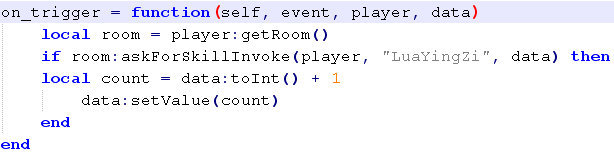 on_trigger = function(self, event, player, data)
    local room = player:getRoom()
    if room:askForSkillInvoke(player, "LuaYingZi", data) then
    local count = data:toInt() + 1
        data:setValue(count)
    end
end